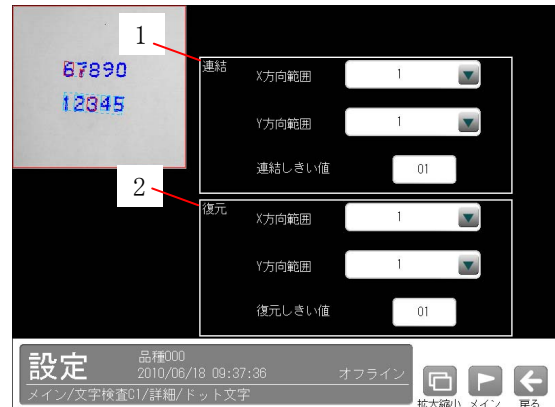 1
67890
12345
連結
X方向範囲 1
Y方向範囲 1
連結しきい値 01
2
復元
X方向範囲 1
Y方向範囲 1
復元しきい値 01
設定
品種000
2010/06/18 09:37:36 オフライン
メイン/文字検査C1/詳細/ドット文字
拡大縮小 メイン 戻る